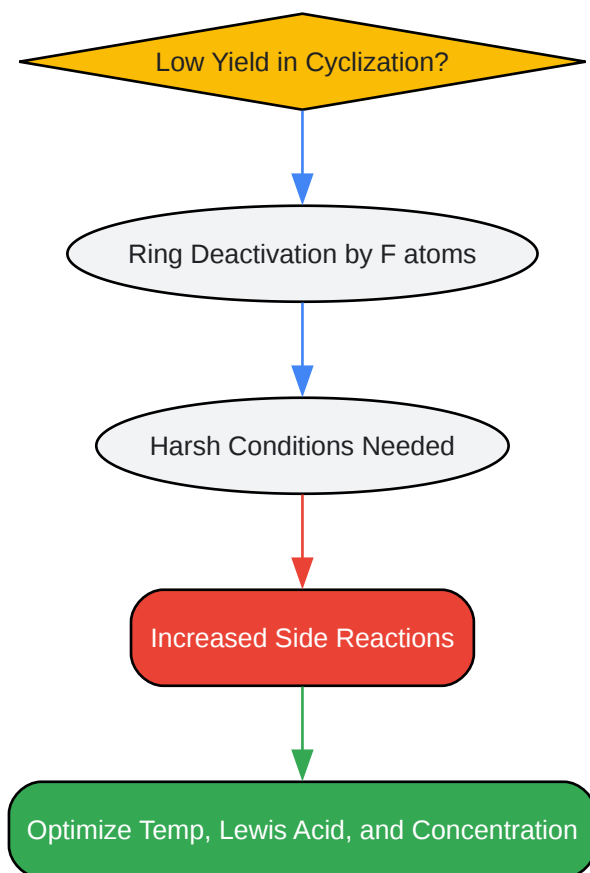 Low Yield in Cyclization?
Ring Deactivation by F atoms
Harsh Conditions Needed
Increased Side Reactions
Optimize Temp, Lewis Acid, and Concentration